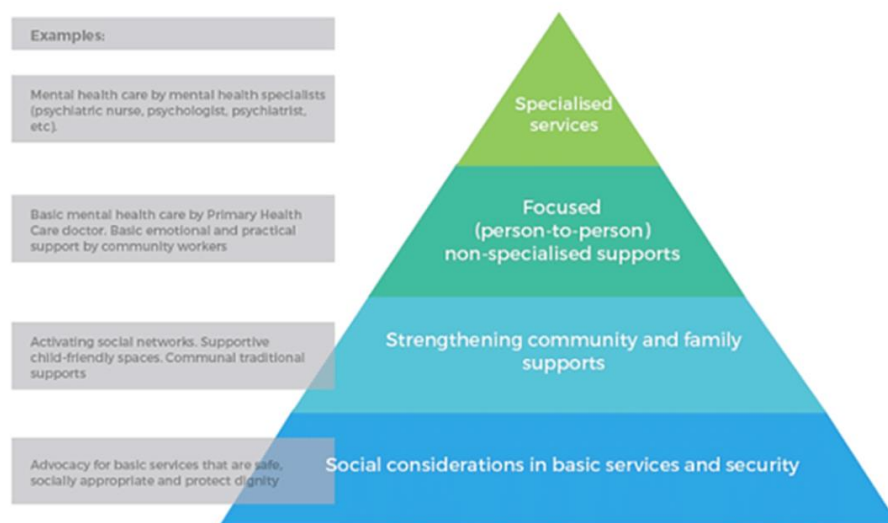 Examples:
Mental health care by mental health specialists
(psychiatric nurse, psychologist, psychiatrist,
etc).
Specialised
services
Basic mental health care by Primary Health
Care doctor. Basic emotional and practical
support by community workers
Focused
(person-to-person)
non-specialised supports
Activating social networks. Supportive
child-friendly spaces. Communal traditional
supports
Strengthening community and family
supports
Advocacy for basic services that are safe,
socially appropriate and protect dignity
Social considerations in basic services and security